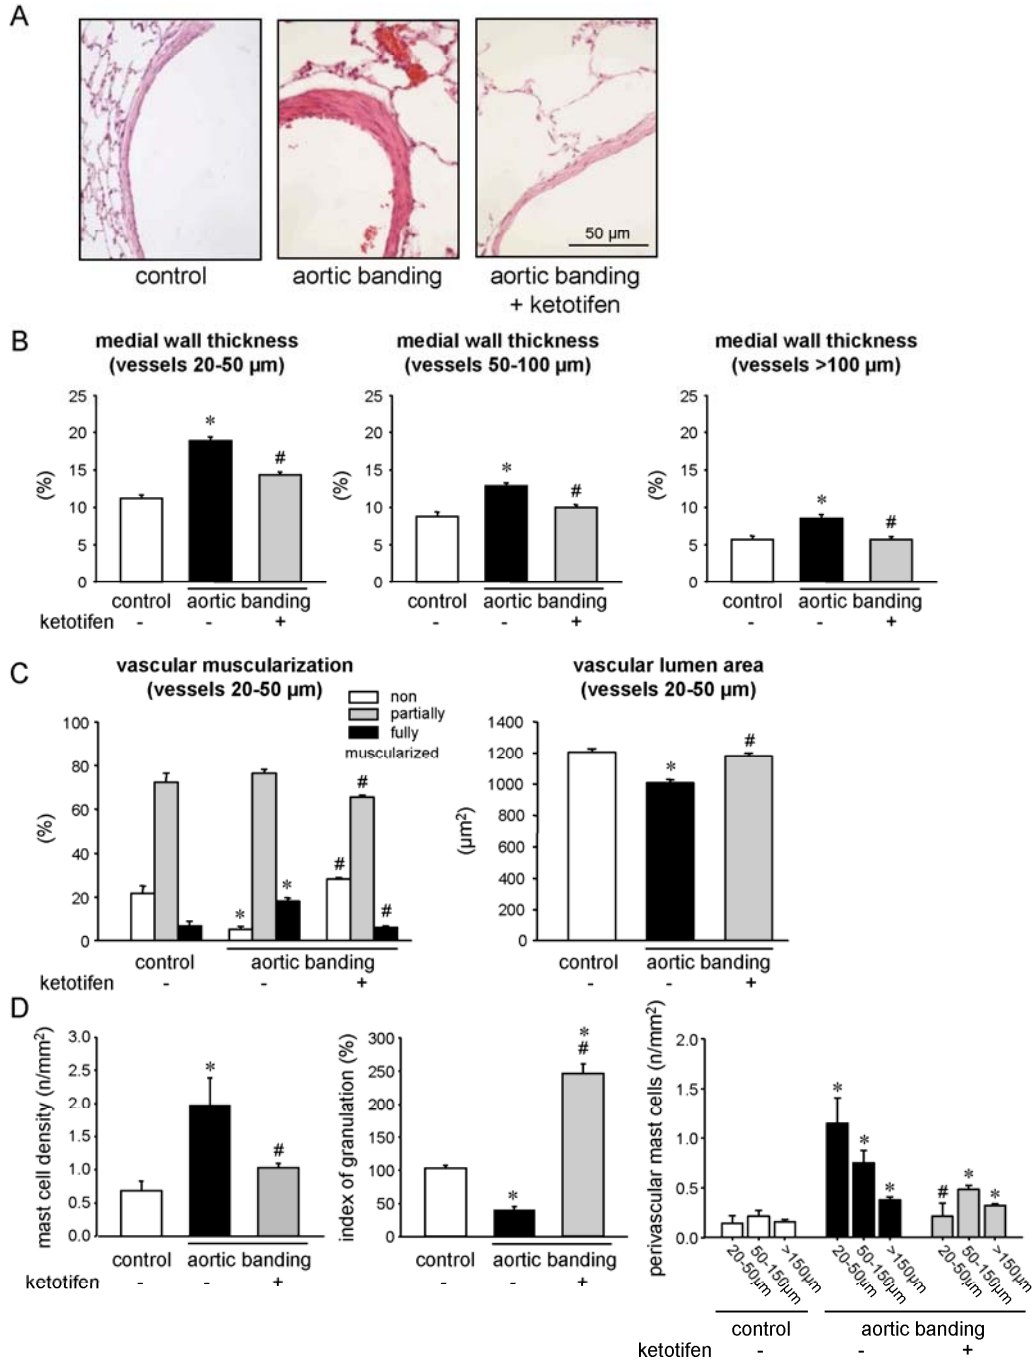 A
50 µm
control
aortic banding
aortic banding
+ ketotifen
B
medial wall thickness
(vessels 20-50 µm)
medial wall thickness
(vessels 50-100 µm)
medial wall thickness
(vessels >100 µm)
25
20
15
10
5
0
(%)
*
#
control
aortic banding
ketotifen
-
-
+
25
20
15
10
5
0
(%)
*
#
control
aortic banding
-
-
+
25
20
15
10
5
0
(%)
*
#
control
aortic banding
-
-
+
C
vascular muscularization
(vessels 20-50 µm)
non
partially
fully
muscularized
100
80
60
40
20
0
(%)
*
*
#
#
#
control
aortic banding
ketotifen
-
-
+
vascular lumen area
(vessels 20-50 µm)
1400
1200
1000
800
600
400
200
0
(µm²)
*
#
control
aortic banding
-
-
+
D
mast cell density (n/mm²)
3.0
2.5
2.0
1.5
1.0
0.5
0.0
*
#
control
aortic banding
ketotifen
-
-
+
index of granulation (%)
300
250
200
150
100
50
0
*
*
#
control
aortic banding
-
-
+
perivascular mast cells (n/mm²)
2.0
1.5
1.0
0.5
0.0
*
*
*
#
*
*
20-50µm
50-150µm
>150µm
20-50µm
50-150µm
>150µm
20-50µm
50-150µm
>150µm
control
aortic banding
ketotifen
-
-
+